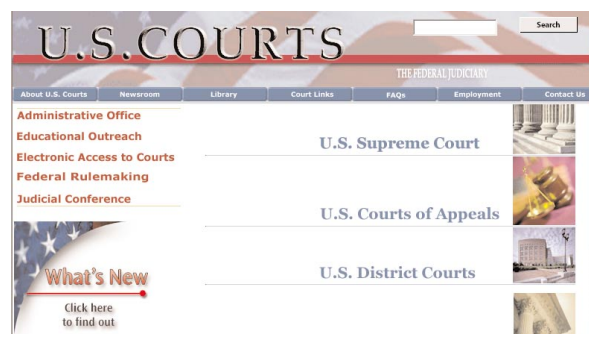 U.S. COURTS
Search
THE FEDERAL JUDICIARY
About U.S. Courts
Newsroom
Library
Court Links
FAQs
Employment
Contact Us
Administrative Office
Educational Outreach
Electronic Access to Courts
Federal Rulemaking
Judicial Conference
U.S. Supreme Court
U.S. Courts of Appeals
U.S. District Courts
What's New
Click here
to find out